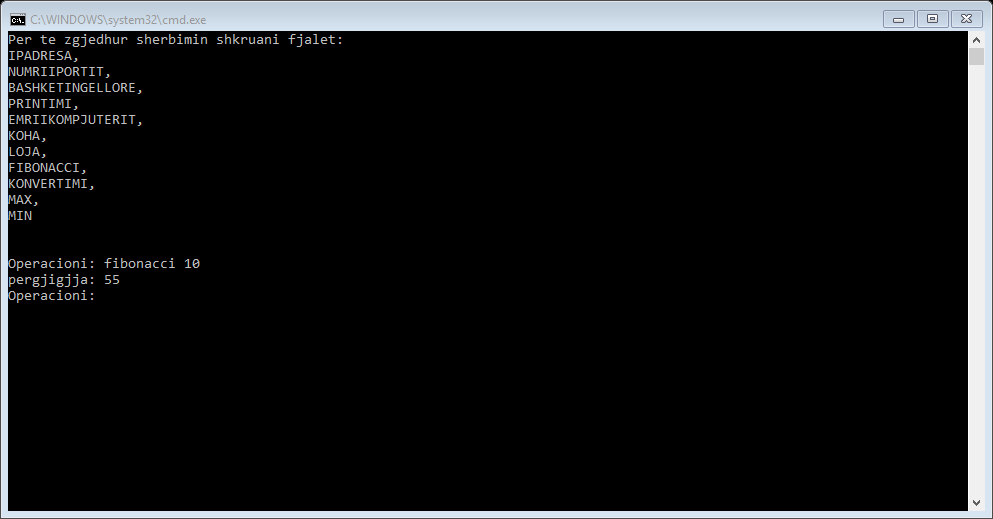 C:\WINDOWS\system32\cmd.exe
Per te zgjedhur sherbimin shkruani fjalet:
IPADRESA,
NUMRIIPORTIT,
BASHKETINGELLORE,
PRINTIMI,
EMRIIKOMPJUTERIT,
KOHA,
LOJA,
FIBONACCI,
KONVERTIMI,
MAX,
MIN
Operacioni: fibonacci 10
pergjigjja: 55
Operacioni: